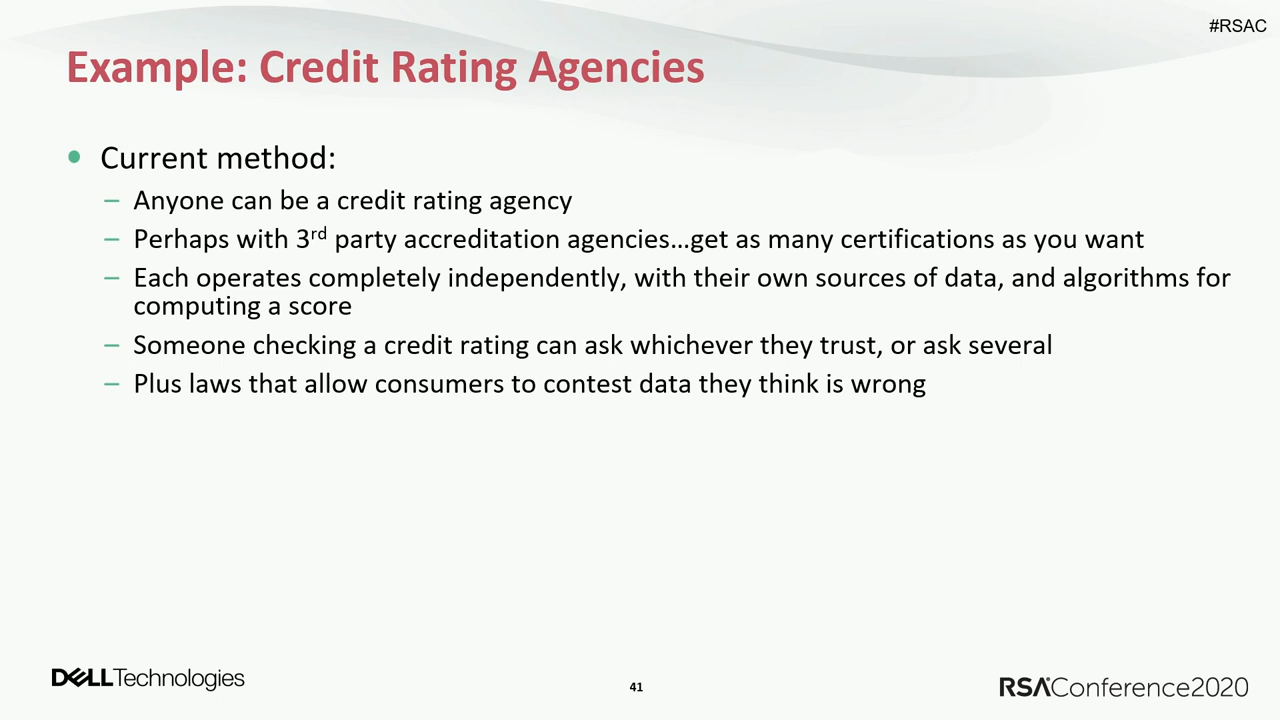 #RSAC
Example: Credit Rating Agencies
• Current method:
– Anyone can be a credit rating agency
– Perhaps with 3rd party accreditation agencies…get as many certifications as you want
– Each operates completely independently, with their own sources of data, and algorithms for
computing a score
– Someone checking a credit rating can ask whichever they trust, or ask several
– Plus laws that allow consumers to contest data they think is wrong
DELLTechnologies
41
RSAConference2020